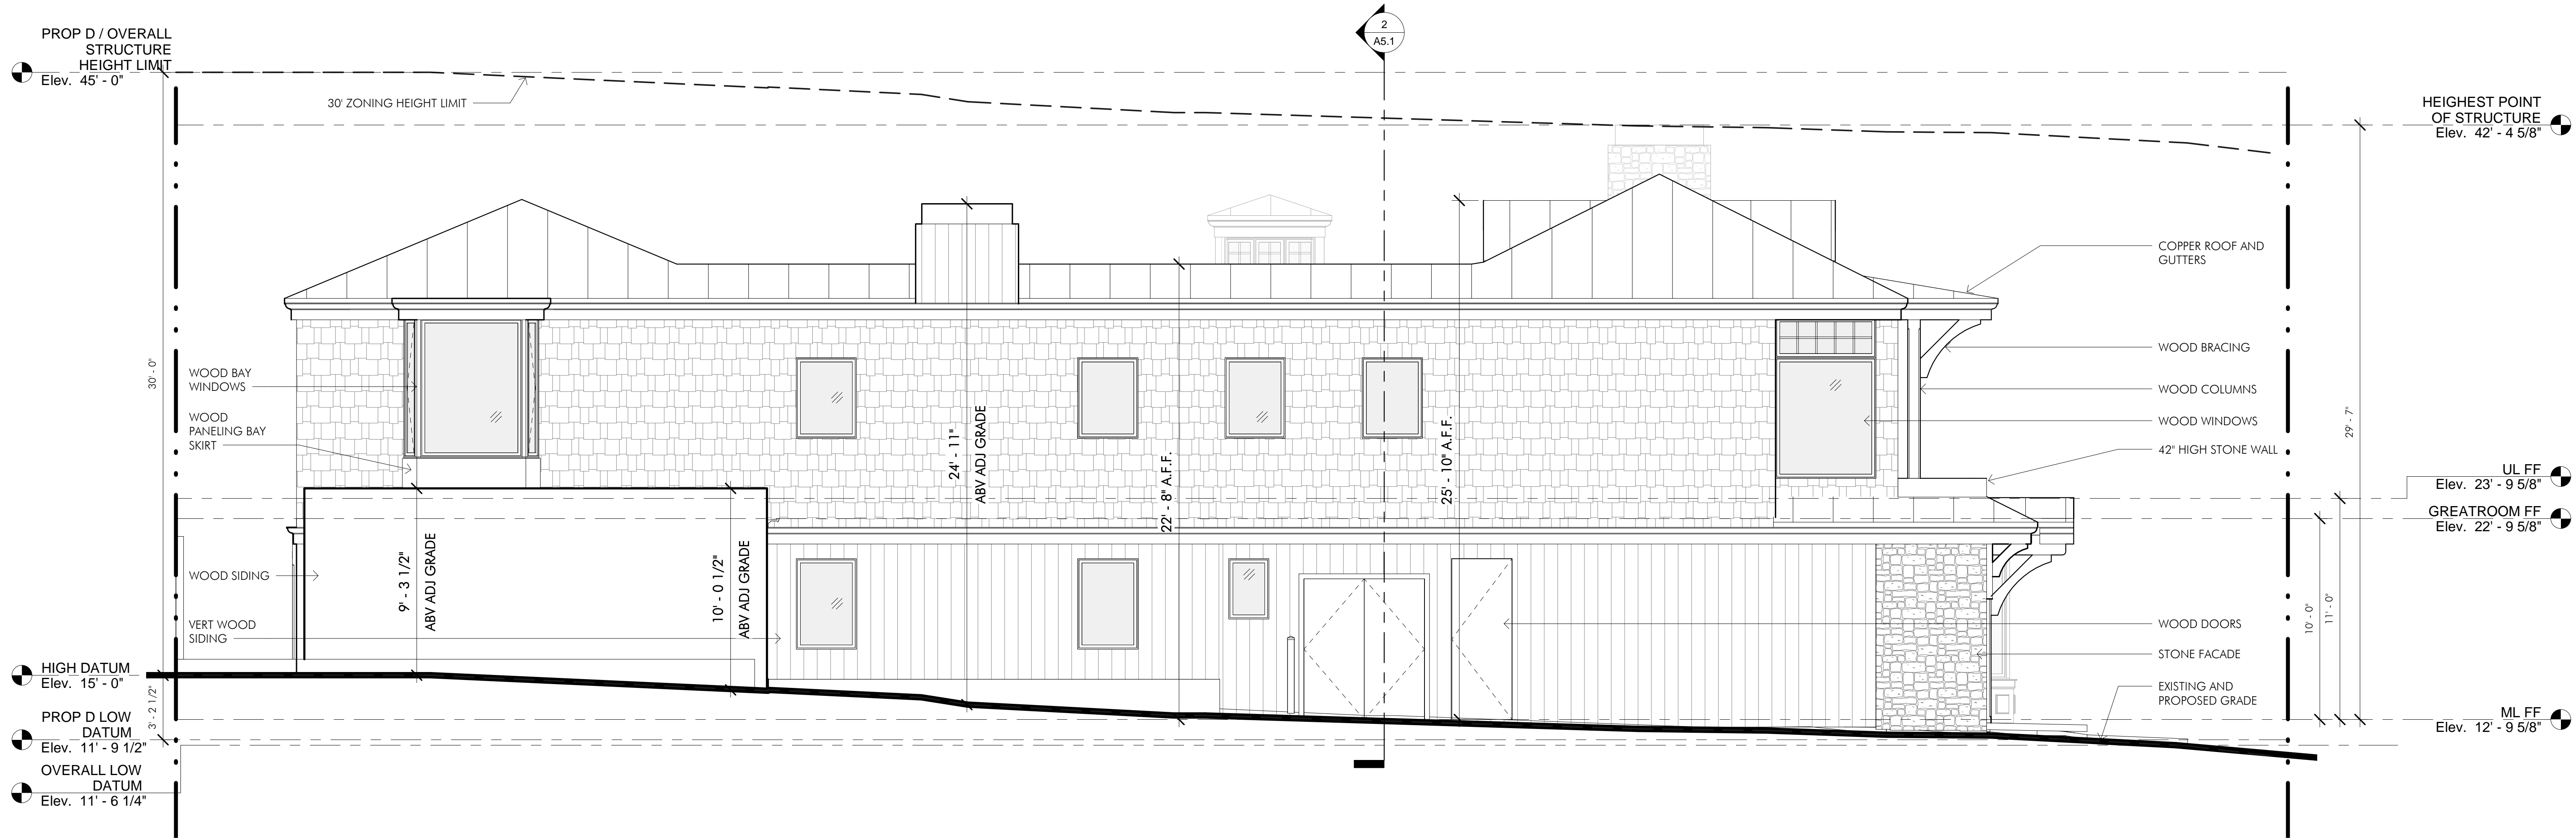 2
A5.1
PROP D / OVERALL
STRUCTURE
HEIGHT LIMIT
Elev. 45' - 0"
30' ZONING HEIGHT LIMIT
HEIGHEST POINT
OF STRUCTURE
Elev. 42' - 4 5/8"
COPPER ROOF AND
GUTTERS
WOOD BRACING
WOOD COLUMNS
WOOD WINDOWS
42" HIGH STONE WALL
29' - 7"
30' - 0"
WOOD BAY
WINDOWS
WOOD
PANELING BAY
SKIRT
24' - 11"
ABV ADJ GRADE
22' - 8" A.F.F.
25' - 10" A.F.F.
UL FF
Elev. 23' - 9 5/8"
GREATROOM FF
Elev. 22' - 9 5/8"
9' - 3 1/2"
ABV ADJ GRADE
10' - 0 1/2"
ABV ADJ GRADE
WOOD SIDING
VERT WOOD
SIDING
10' - 0"
11' - 0"
WOOD DOORS
STONE FACADE
EXISTING AND
PROPOSED GRADE
HIGH DATUM
Elev. 15' - 0"
3' - 2 1/2"
PROP D LOW
DATUM
Elev. 11' - 9 1/2"
OVERALL LOW
DATUM
Elev. 11' - 6 1/4"
ML FF
Elev. 12' - 9 5/8"